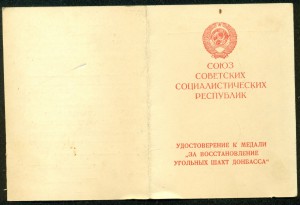 СОЮЗ
СОВЕТСКИХ
СОЦИАЛИСТИЧЕСКИХ
РЕСПУБЛИК
УДОСТОВЕРЕНИЕ К МЕДАЛИ
„ЗА ВОССТАНОВЛЕНИЕ
УГОЛЬНЫХ ШАХТ ДОНБАССА"